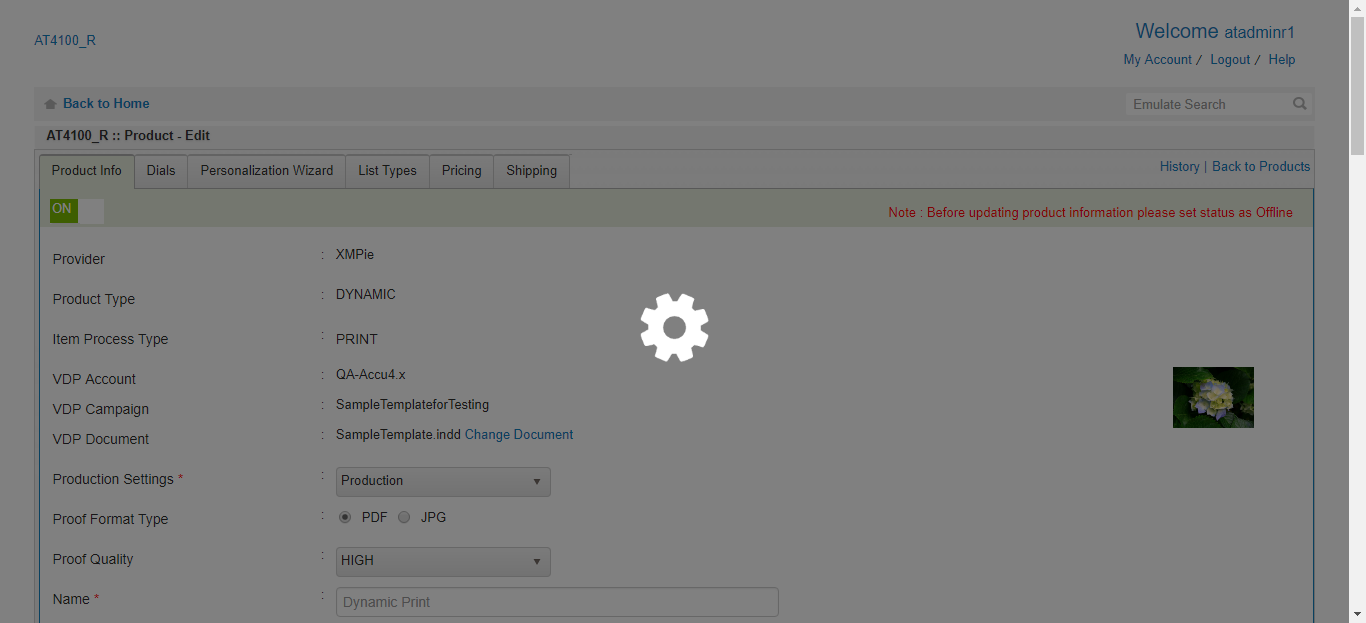 AT4100_R
Welcome atadminr1
My Account / Logout / Help
Back to Home
Emulate Search
AT4100_R :: Product - Edit
Product Info Dials Personalization Wizard List Types Pricing Shipping
History | Back to Products
ON
Note : Before updating product information please set status as Offline
Provider : XMPie
Product Type : DYNAMIC
Item Process Type : PRINT
VDP Account : QA-Accu4.x
VDP Campaign : SampleTemplateforTesting
VDP Document : SampleTemplate.indd Change Document
Production Settings * : Production
Proof Format Type : PDF JPG
Proof Quality : HIGH
Name * : Dynamic Print